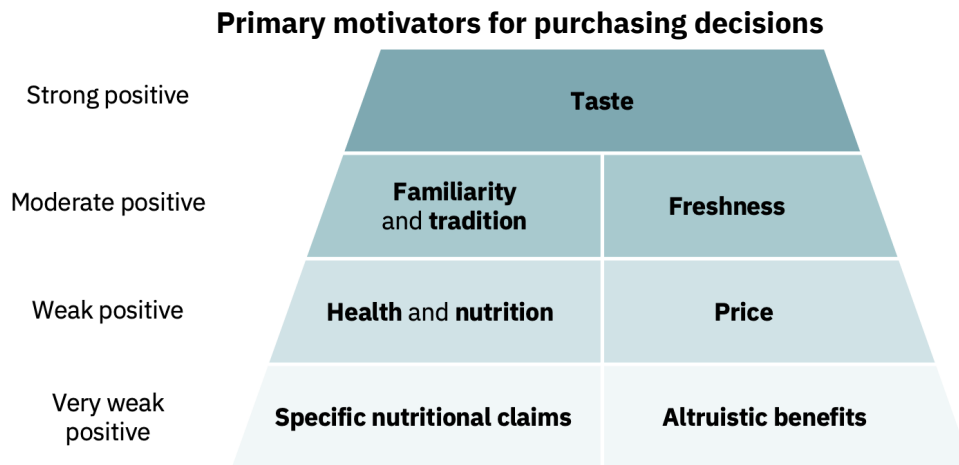 Primary motivators for purchasing decisions
Strong positive
Taste
Moderate positive
Familiarity
and tradition
Freshness
Weak positive
Health and nutrition
Price
Very weak
positive
Specific nutritional claims
Altruistic benefits